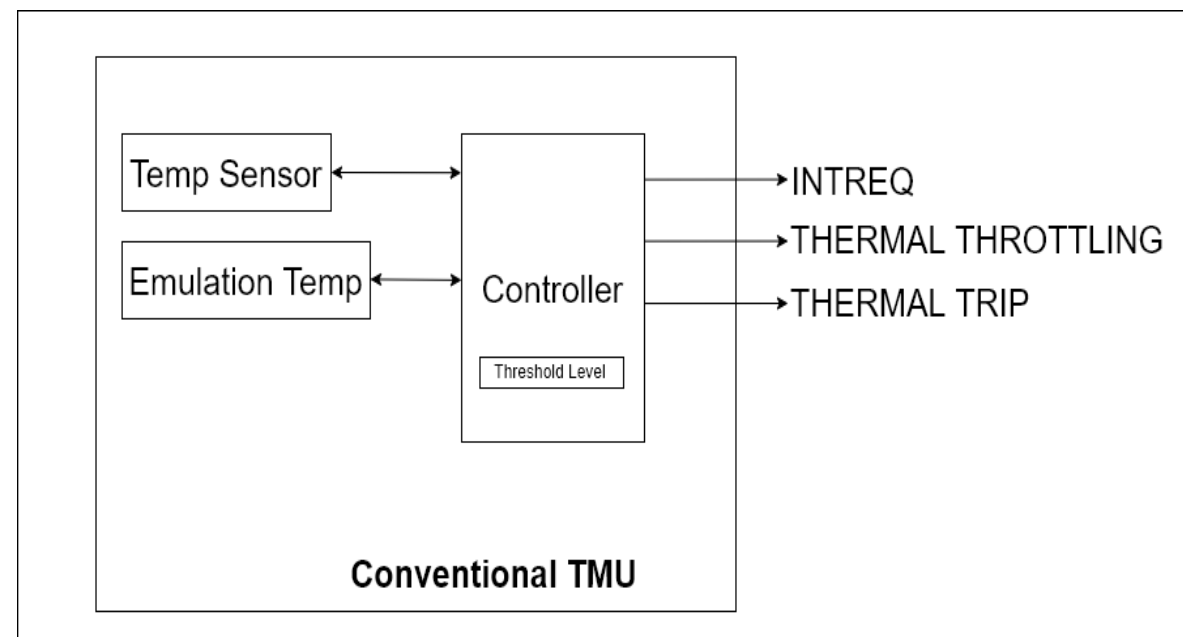 Temp Sensor
Emulation Temp
Controller
Threshold Level
INTREQ
THERMAL THROTTLING
THERMAL TRIP
Conventional TMU